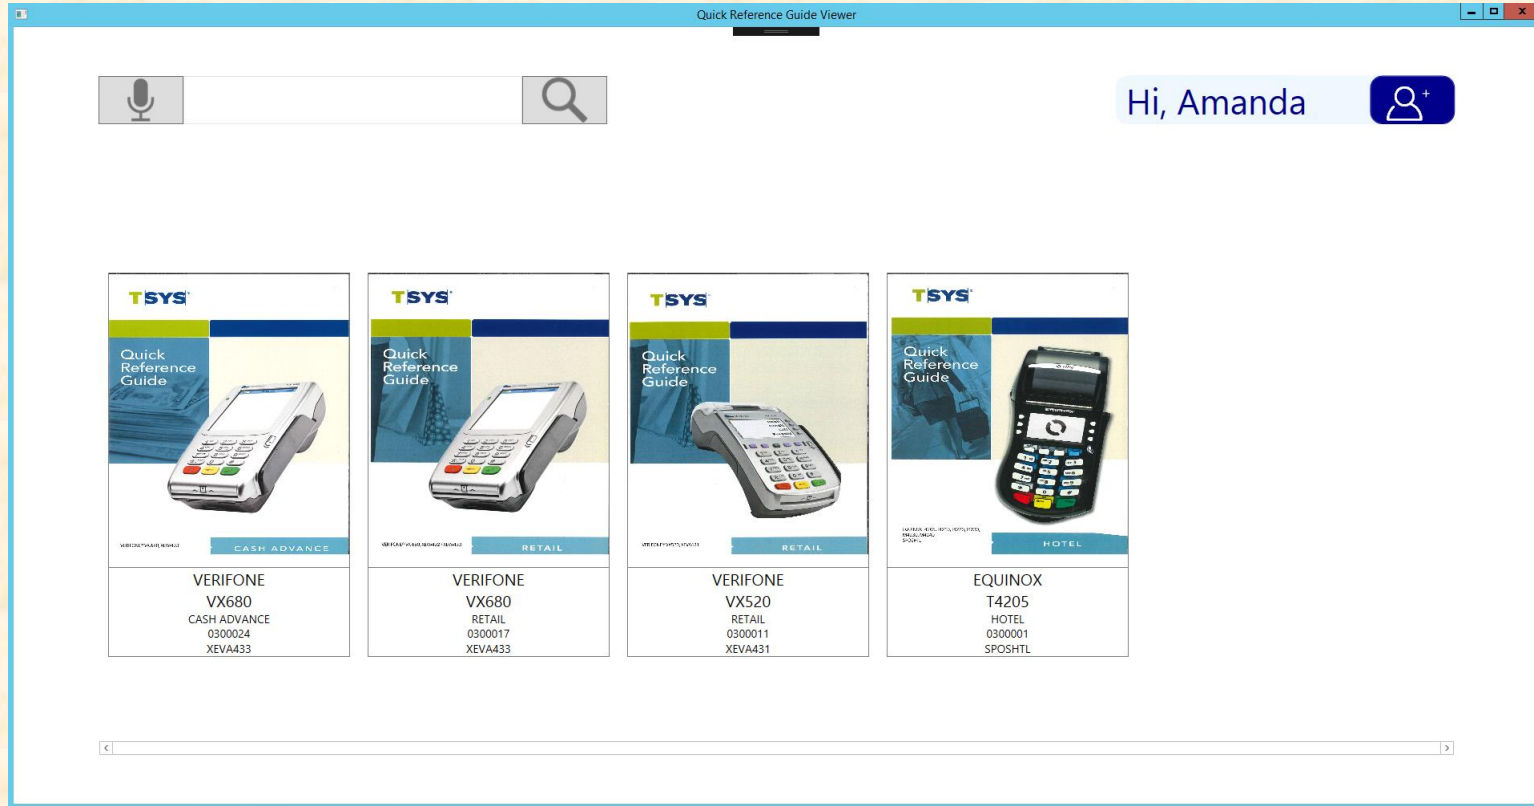 Quick Reference Guide Viewer
Hi, Amanda
TSYS
Quick
Reference
Guide
CASH ADVANCE
VERIFONE
VX680
CASH ADVANCE
0300024
XEVA433
TSYS
Quick
Reference
Guide
RETAIL
VERIFONE
VX680
RETAIL
0300017
XEVA433
TSYS
Quick
Reference
Guide
RETAIL
VERIFONE
VX520
RETAIL
0300011
XEVA431
TSYS
Quick
Reference
Guide
HOTEL
EQUINOX
T4205
HOTEL
0300001
SPOSHTL